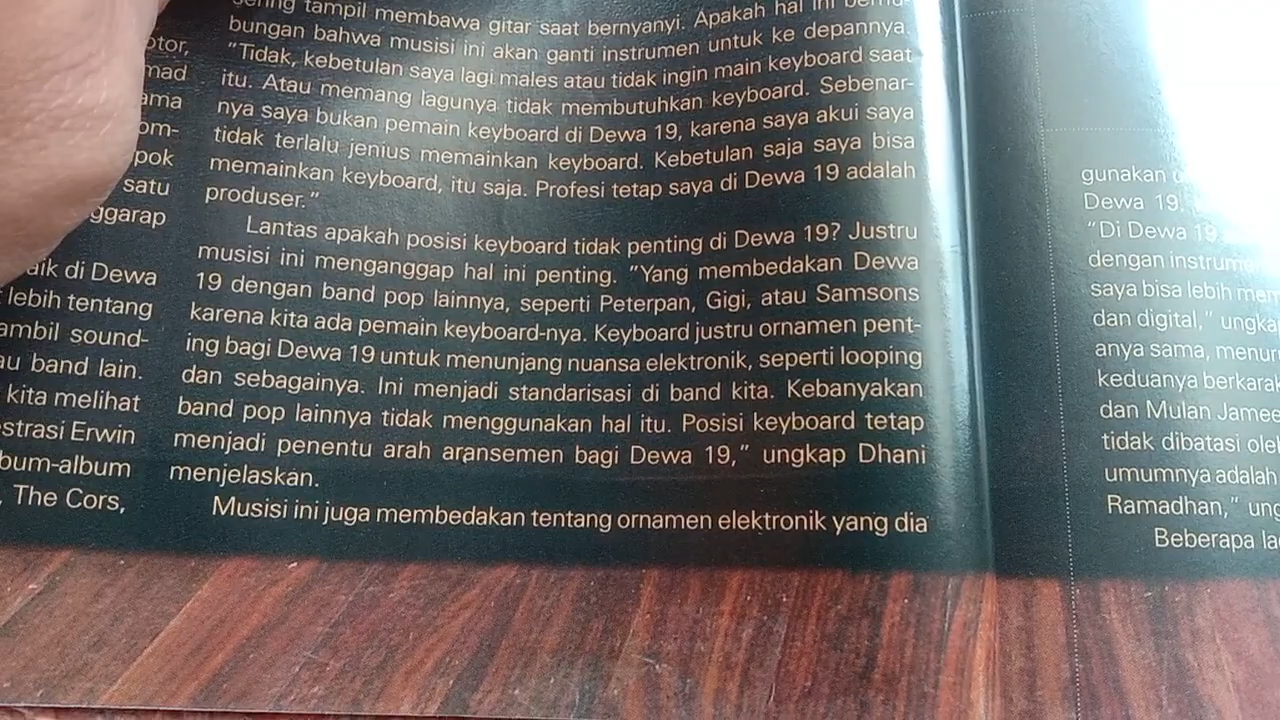 otor,
mad
ama
om-
pok
satu
ggarap
aik di Dewa
lebih tentang
ambil sound-
au band lain.
kita melihat
estrasi Erwin
bum-album
, The Cors,
tampil membawa gitar saat bernyanyi. Apakah hal ini
bungan bahwa musisi ini akan ganti instrumen untuk ke depannya.
"Tidak, kebetulan saya lagi males atau tidak ingin main keyboard saat
itu. Atau memang lagunya tidak membutuhkan keyboard. Sebenar-
nya saya bukan pemain keyboard di Dewa 19, karena saya akui saya
tidak terlalu jenius memainkan keyboard. Kebetulan saja saya bisa
memainkan keyboard, itu saja. Profesi tetap saya di Dewa 19 adalah
produser."
Lantas apakah posisi keyboard tidak penting di Dewa 19? Justru
musisi ini menganggap hal ini penting. "Yang membedakan Dewa
19 dengan band pop lainnya, seperti Peterpan, Gigi, atau Samsons
karena kita ada pemain keyboard-nya. Keyboard justru ornamen pent-
ing bagi Dewa 19 untuk menunjang nuansa elektronik, seperti looping
dan sebagainya. Ini menjadi standarisasi di band kita. Kebanyakan
band pop lainnya tidak menggunakan hal itu. Posisi keyboard tetap
menjadi penentu arah aransemen bagi Dewa 19," ungkap Dhani
menjelaskan.
Musisi ini juga membedakan tentang ornamen elektronik yang dia
gunakan
Dewa 19.
"Di Dewa 19
dengan instrume
saya bisa lebih mem
dan digital," ungka
anya sama, menur
keduanya berkarak
dan Mulan Jamee
tidak dibatasi oleh
umumnya adalah
Ramadhan," ung
Beberapa la